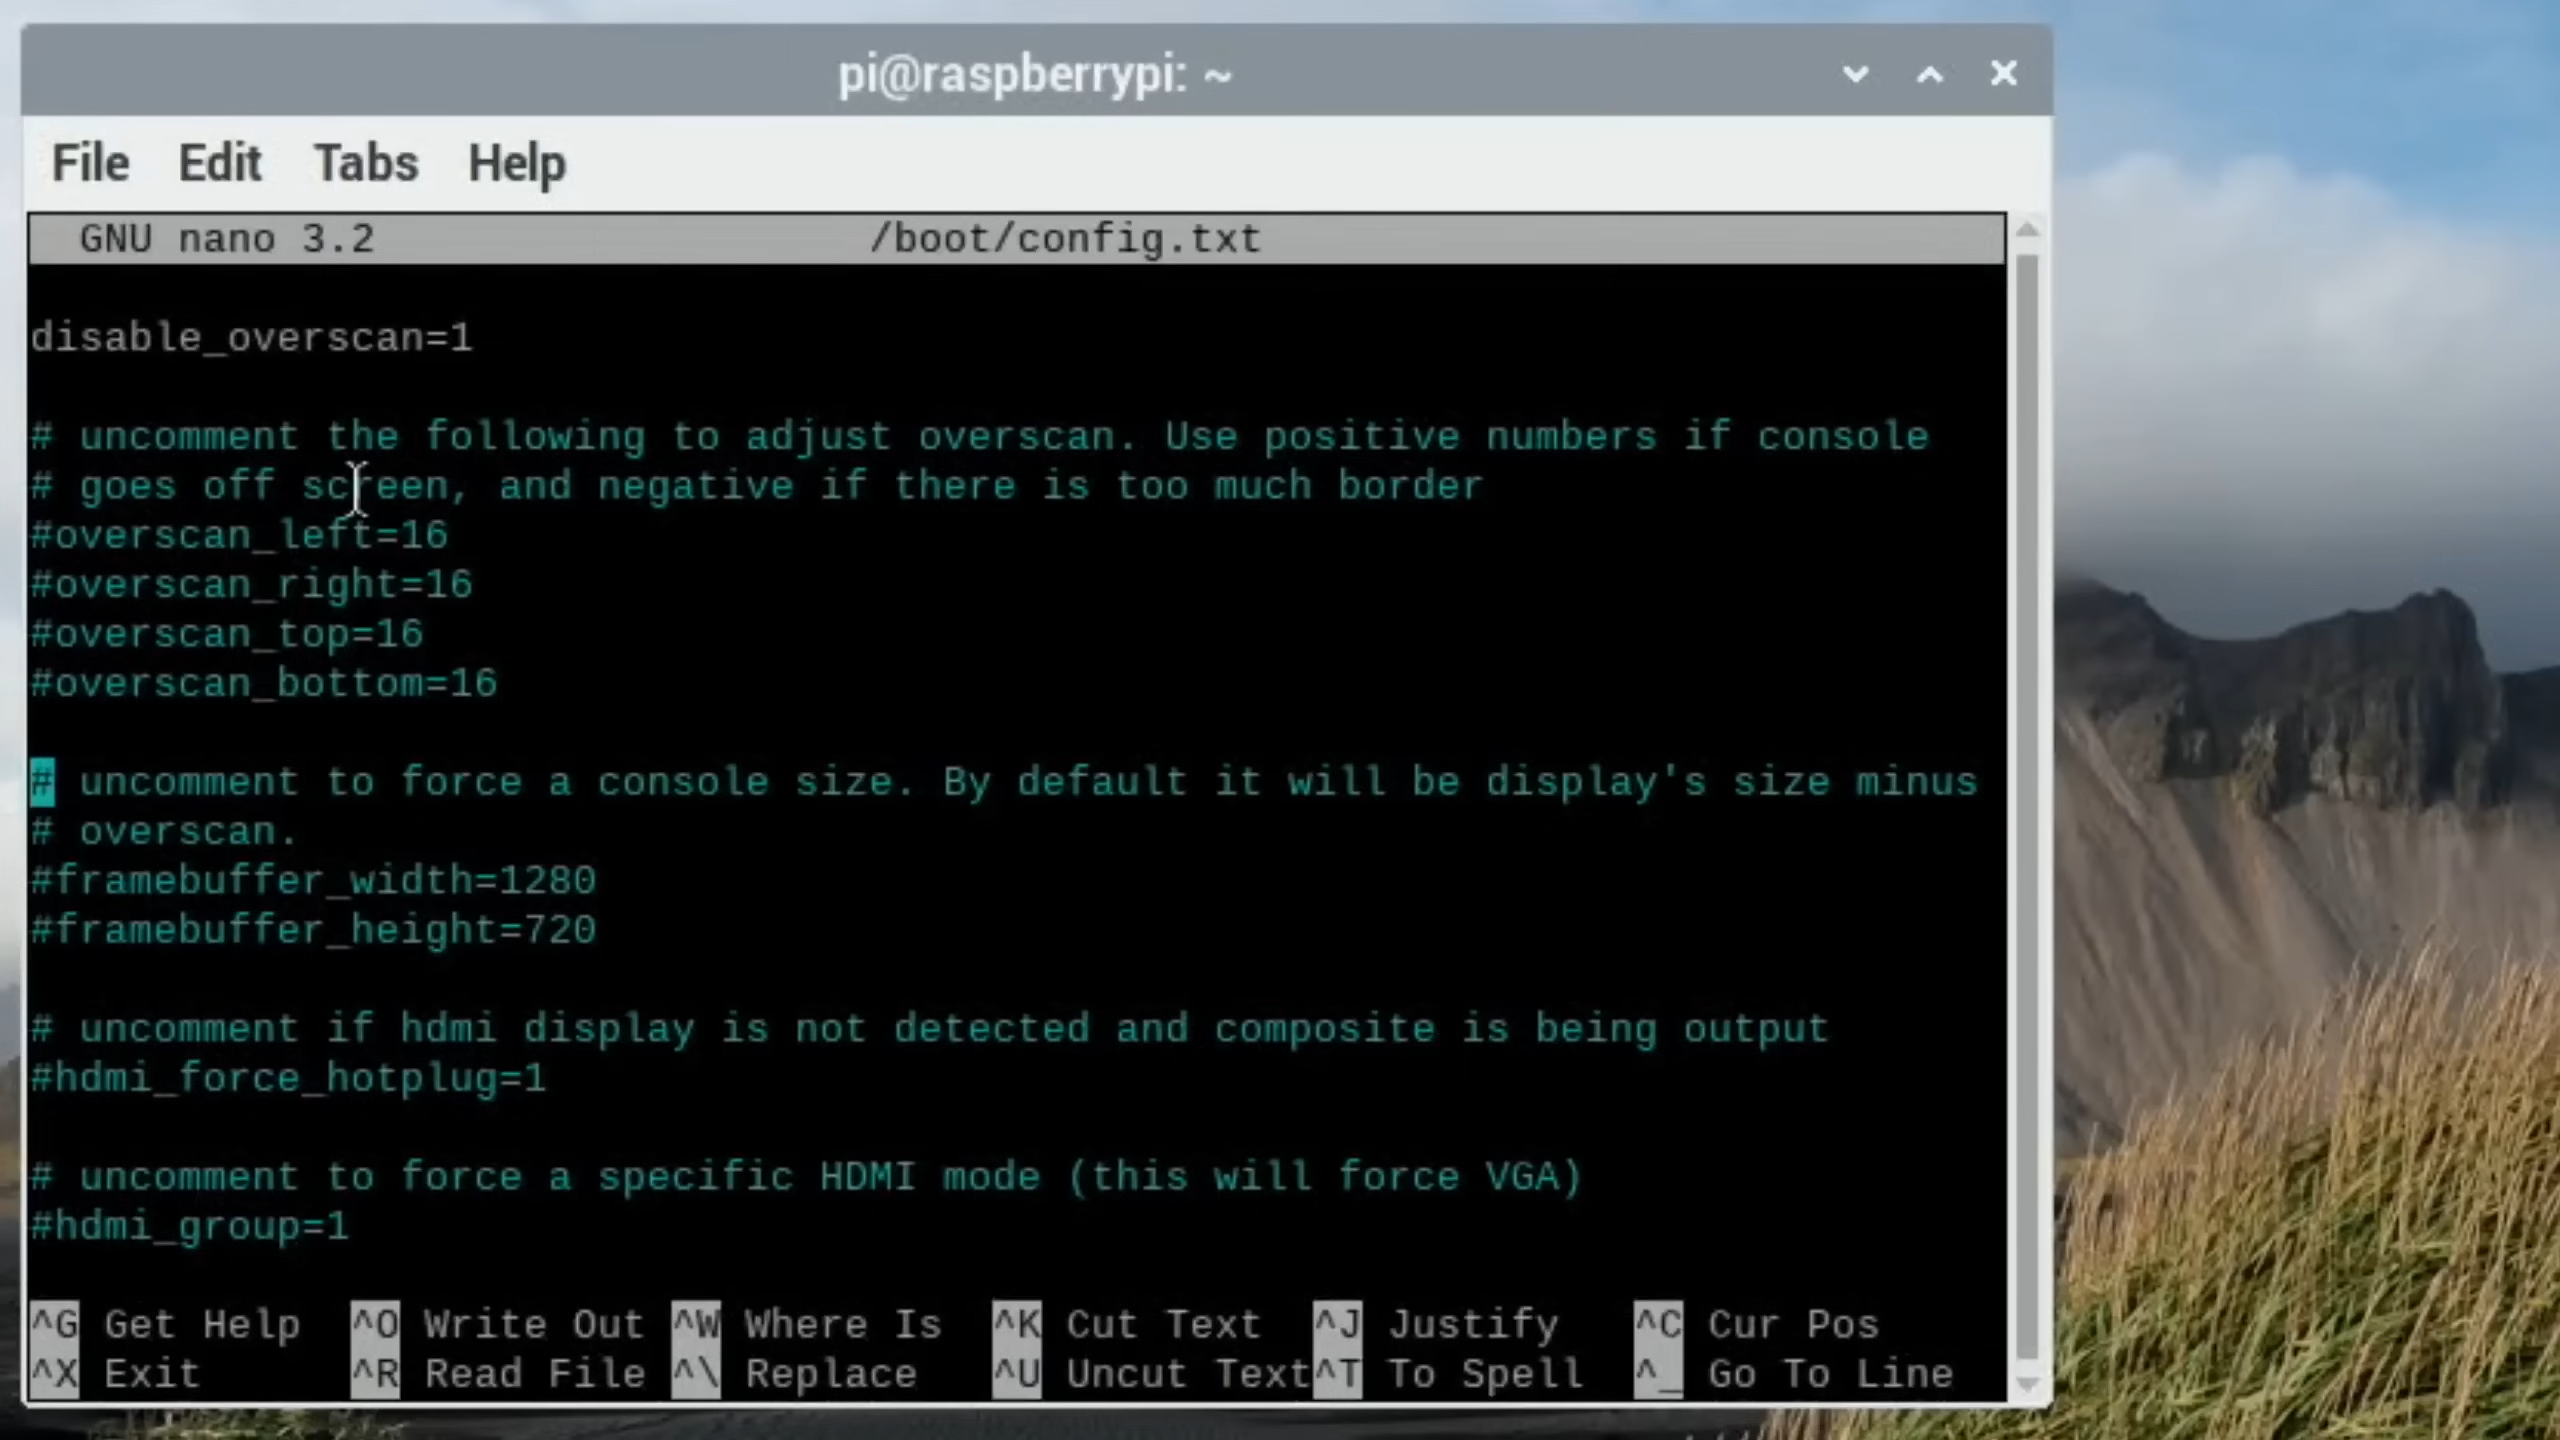 pi@raspberrypi: ~
File Edit Tabs Help
GNU nano 3.2 /boot/config.txt
disable_overscan=1
# uncomment the following to adjust overscan. Use positive numbers if console
# goes off screen, and negative if there is too much border
#overscan_left=16
#overscan_right=16
#overscan_top=16
#overscan_bottom=16
# uncomment to force a console size. By default it will be display's size minus
# overscan.
#framebuffer_width=1280
#framebuffer_height=720
# uncomment if hdmi display is not detected and composite is being output
#hdmi_force_hotplug=1
# uncomment to force a specific HDMI mode (this will force VGA)
#hdmi_group=1
^G Get Help ^O Write Out ^W Where Is ^K Cut Text ^J Justify ^C Cur Pos
^X Exit ^R Read File ^\ Replace ^U Uncut Text ^T To Spell ^_ Go To Line